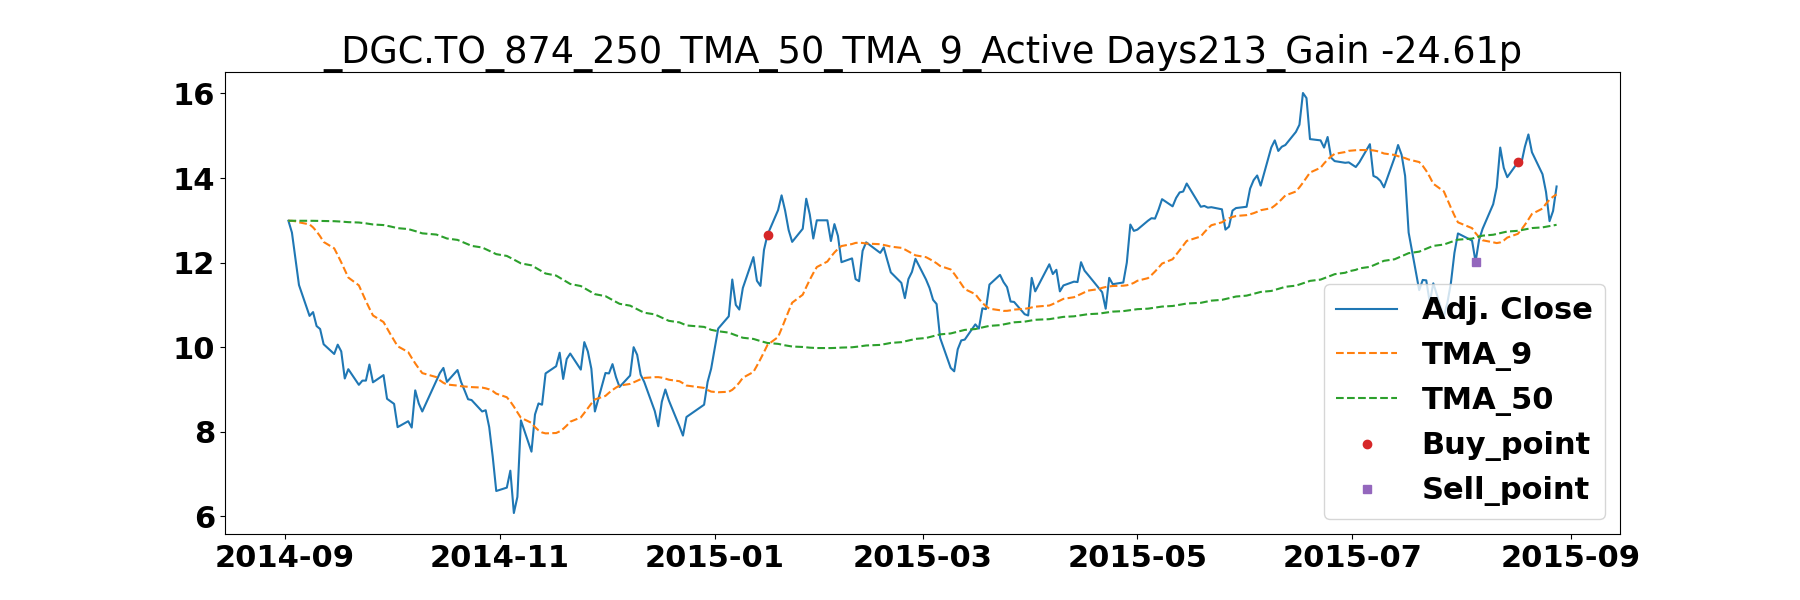 _DGC.TO_874_250_TMA_50_TMA_9_Active Days213_Gain -24.61p
16
14
12
10
8
6
2014-09 2014-11 2015-01 2015-03 2015-05 2015-07 2015-09
Adj. Close
TMA_9
TMA_50
Buy_point
Sell_point